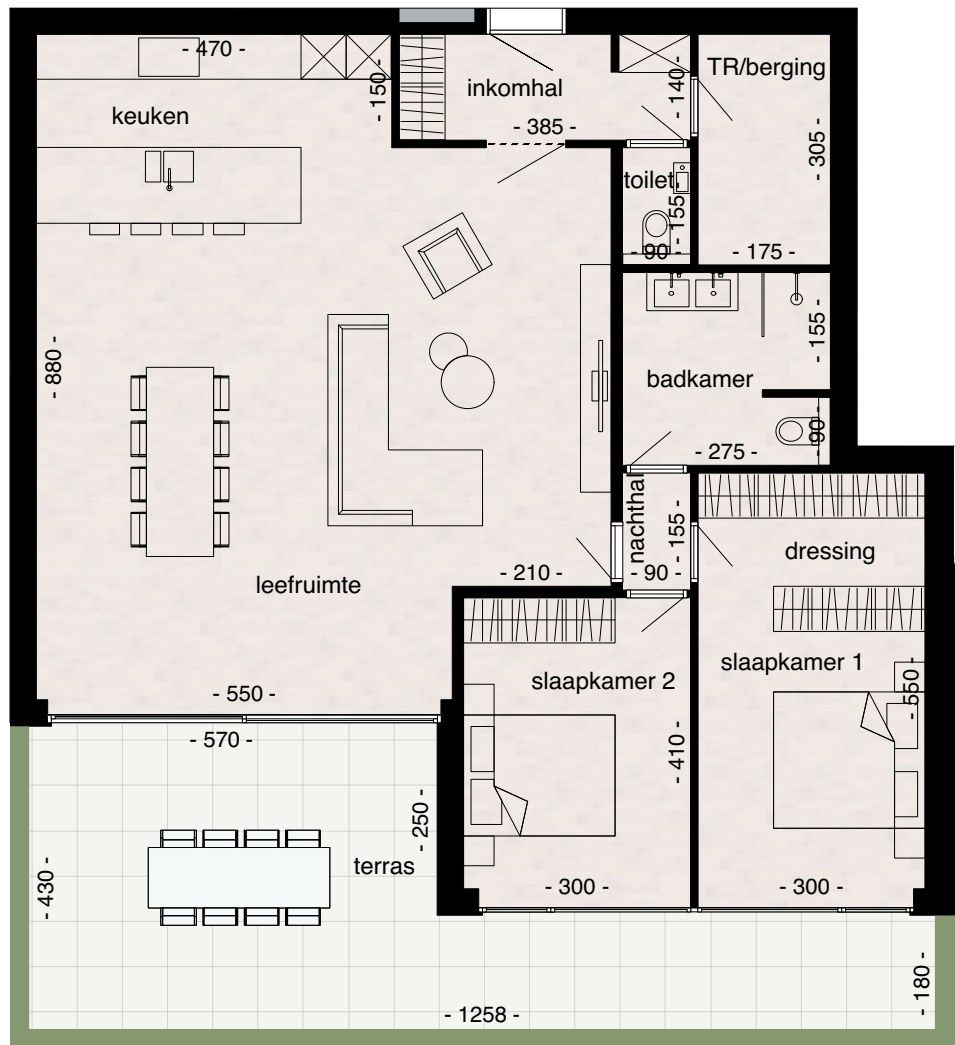 - 470 -
keuken
- 150 -
inkomhal
- 385 -
- 140 -
TR/berging
- 305 -
toilet
- 155 -
- 90 -
- 175 -
- 880 -
badkamer
- 155 -
- 90 -
- 275 -
nachthal
- 155 -
- 90 -
dressing
- 210 -
leefruimte
slaapkamer 2
slaapkamer 1
- 550 -
- 550 -
- 570 -
- 410 -
- 250 -
terras
- 430 -
- 300 -
- 300 -
- 180 -
- 1258 -